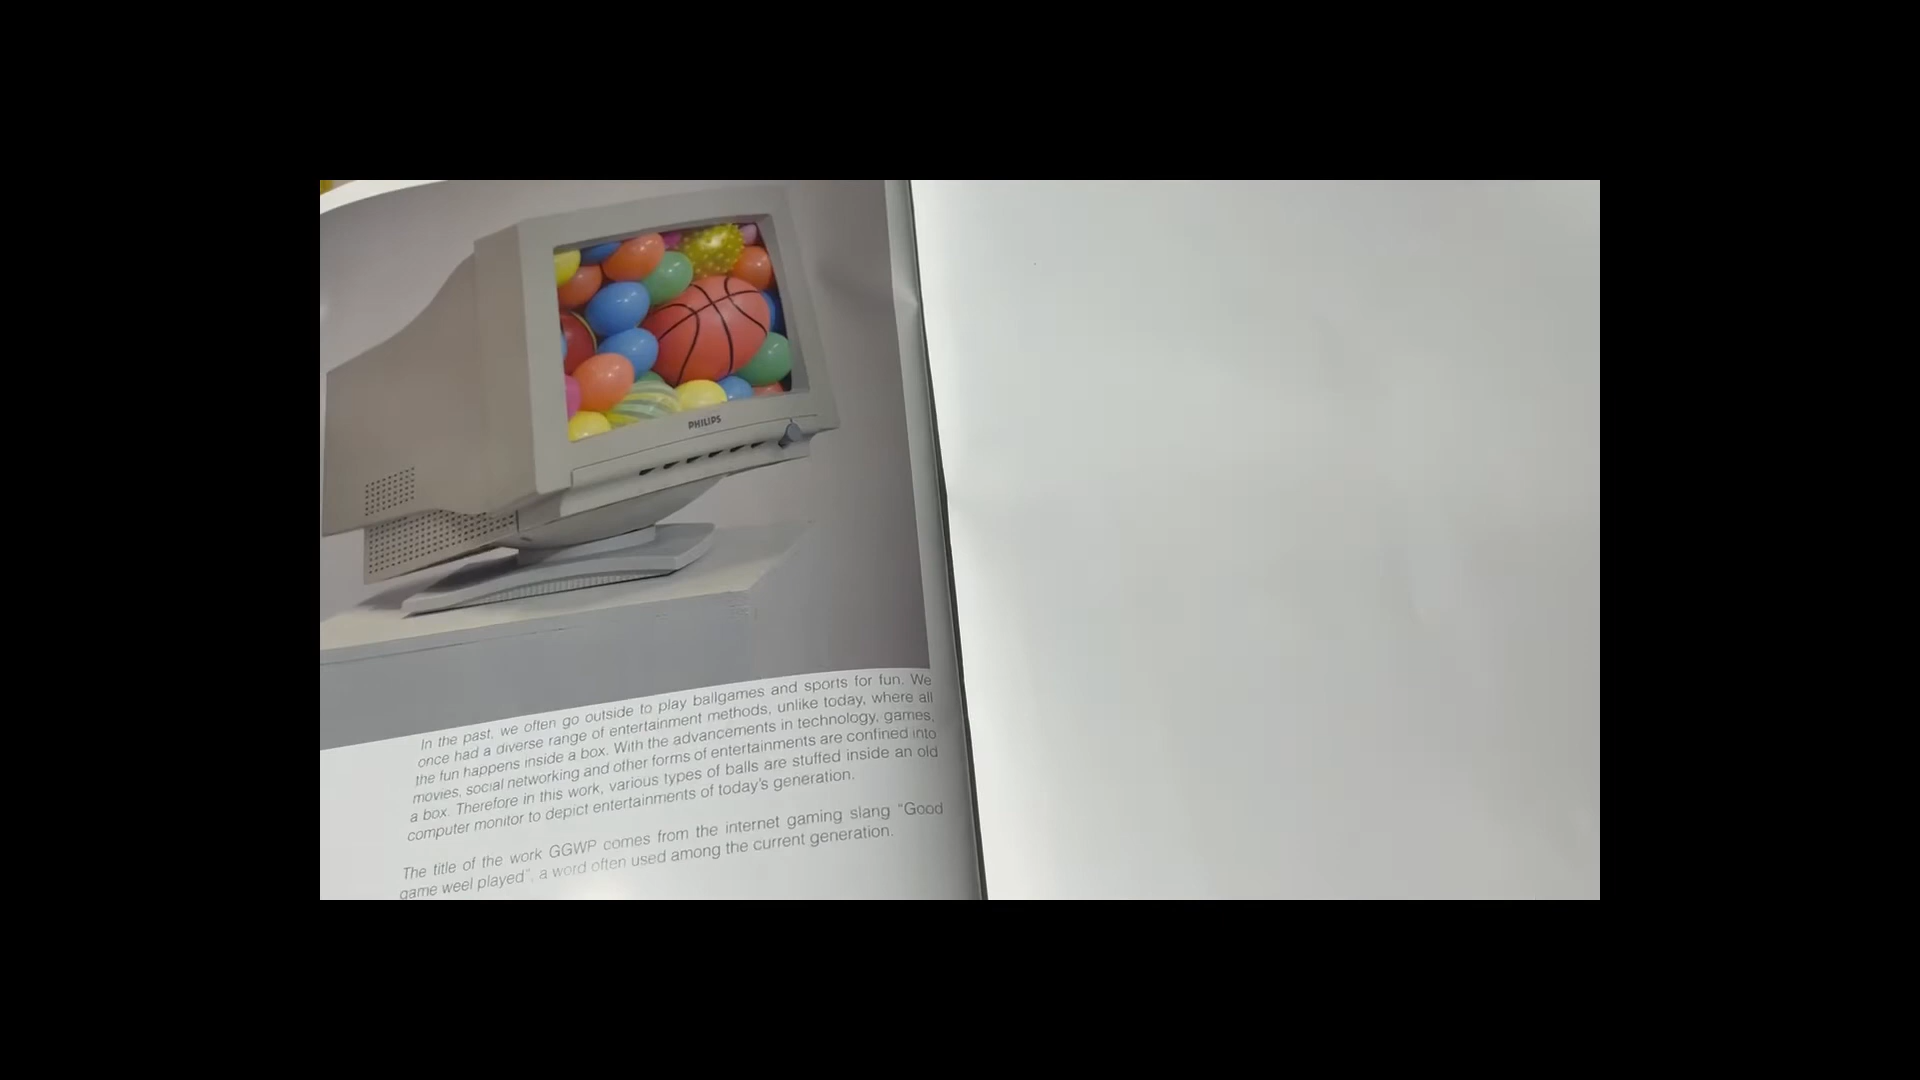 PHILIPS
In the past, we often go outside to play ballgames and sports for fun. We
once had a diverse range of entertainment methods, unlike today, where all
the fun happens inside a box. With the advancements in technology, games,
movies, social networking and other forms of entertainments are confined into
a box. Therefore in this work, various types of balls are stuffed inside an old
computer monitor to depict entertainments of today's generation.
The title of the work GGWP comes from the internet gaming slang “Good
game weel played”, a word often used among the current generation.